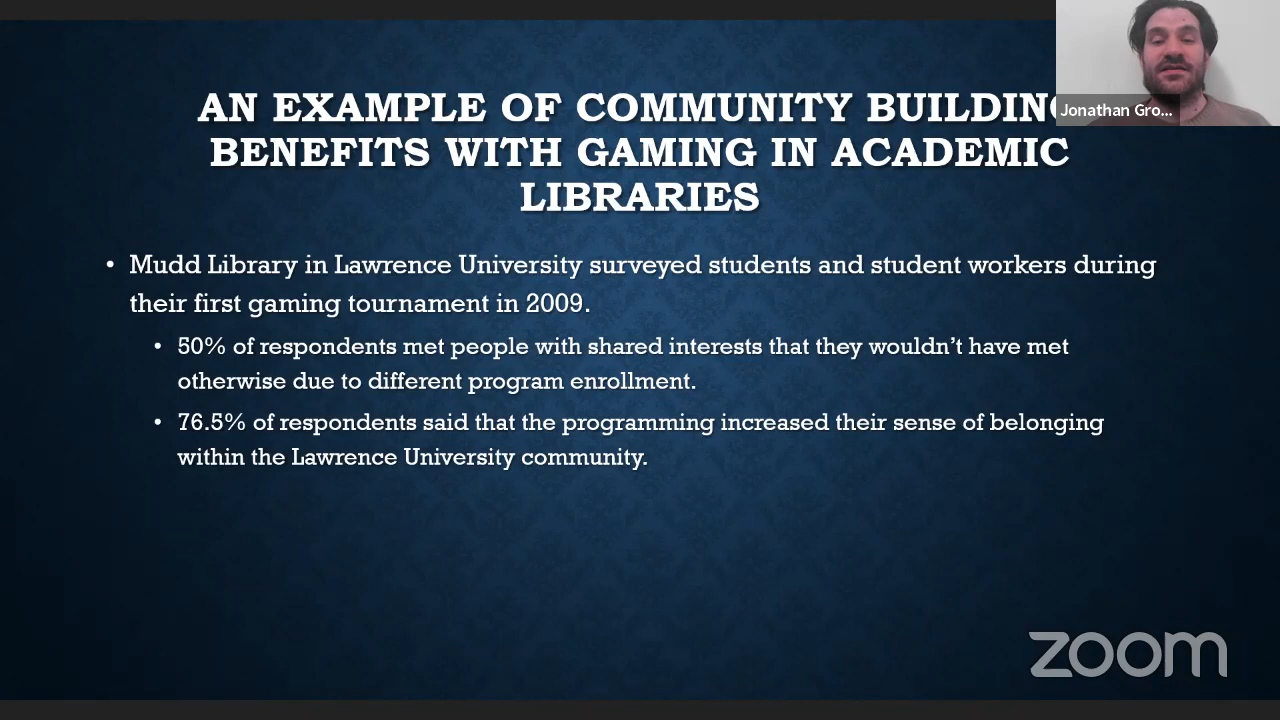 AN EXAMPLE OF COMMUNITY BUILDING
BENEFITS WITH GAMING IN ACADEMIC
LIBRARIES
Jonathan Gro...
• Mudd Library in Lawrence University surveyed students and student workers during
their first gaming tournament in 2009.
• 50% of respondents met people with shared interests that they wouldn’t have met
otherwise due to different program enrollment.
• 76.5% of respondents said that the programming increased their sense of belonging
within the Lawrence University community.
zoom